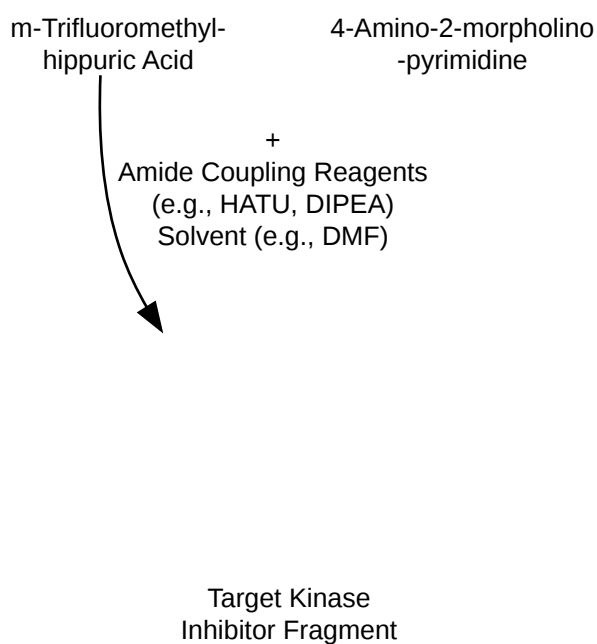 m-Trifluoromethyl-
hippuric Acid
4-Amino-2-morpholino
-pyrimidine
+
Amide Coupling Reagents
(e.g., HATU, DIPEA)
Solvent (e.g., DMF)
Target Kinase
Inhibitor Fragment